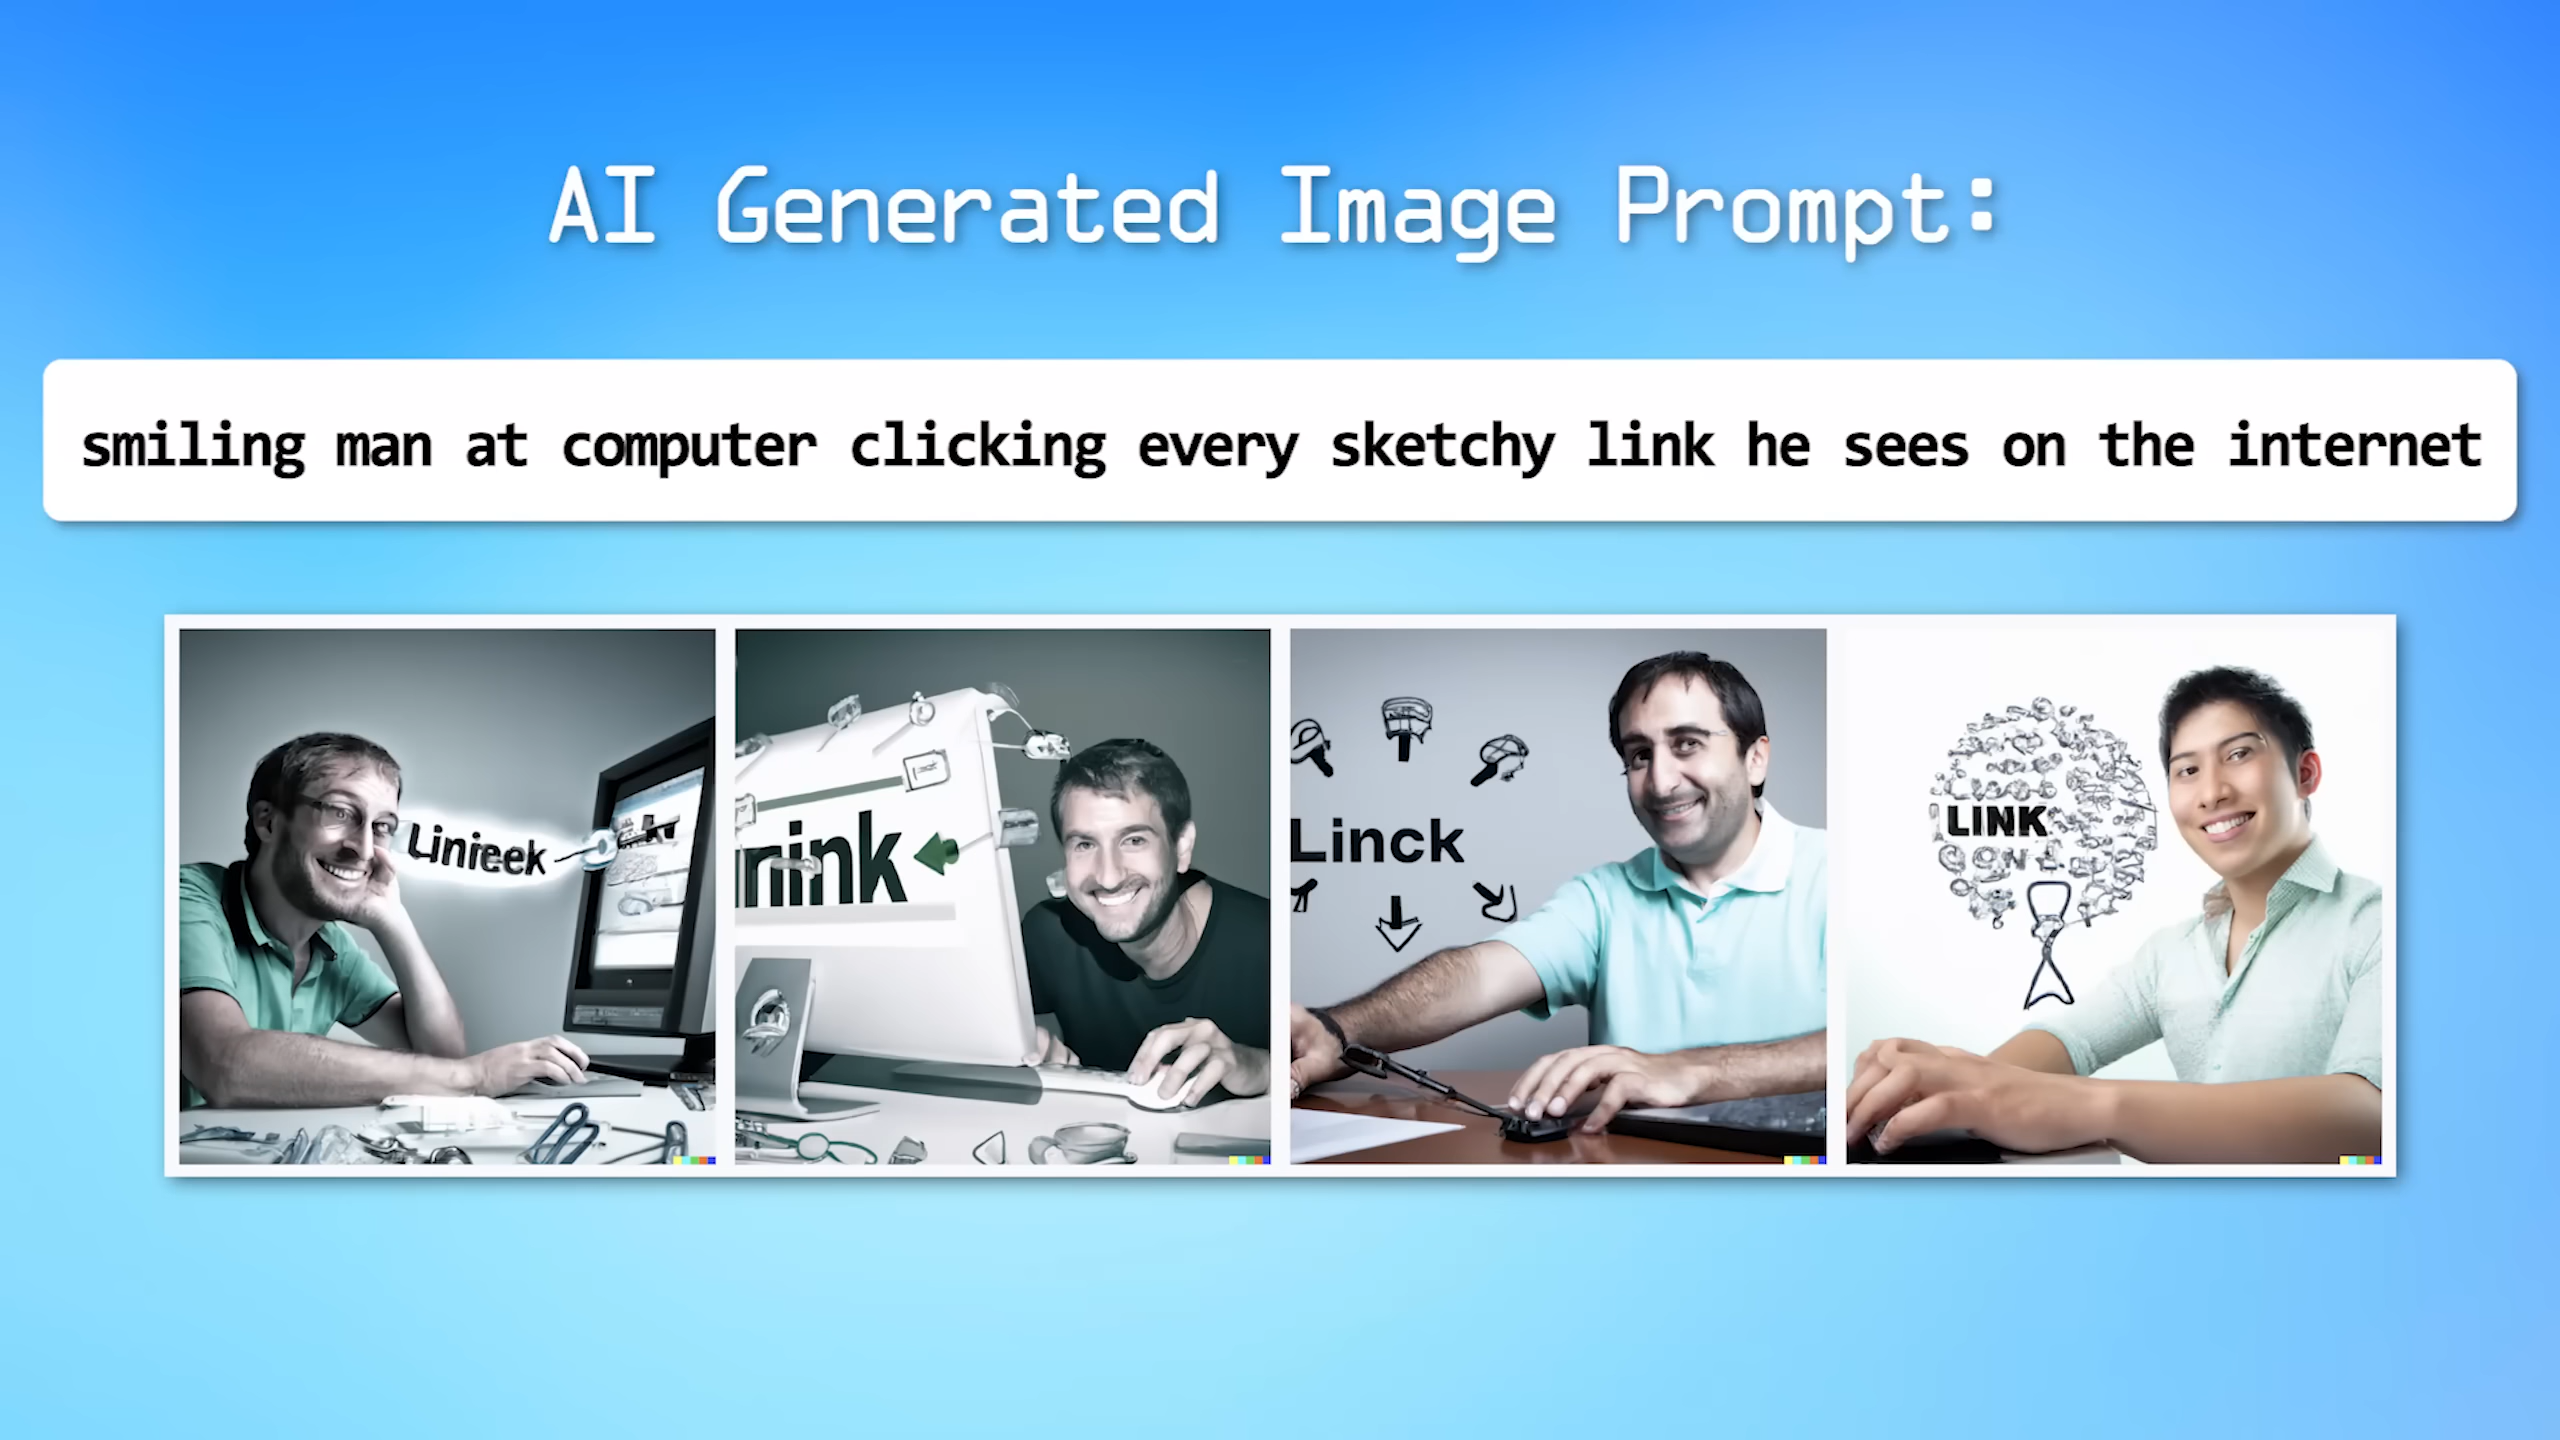 AI Generated Image Prompt:
smiling man at computer clicking every sketchy link he sees on the internet
Linieek
nink
Linck
LINK